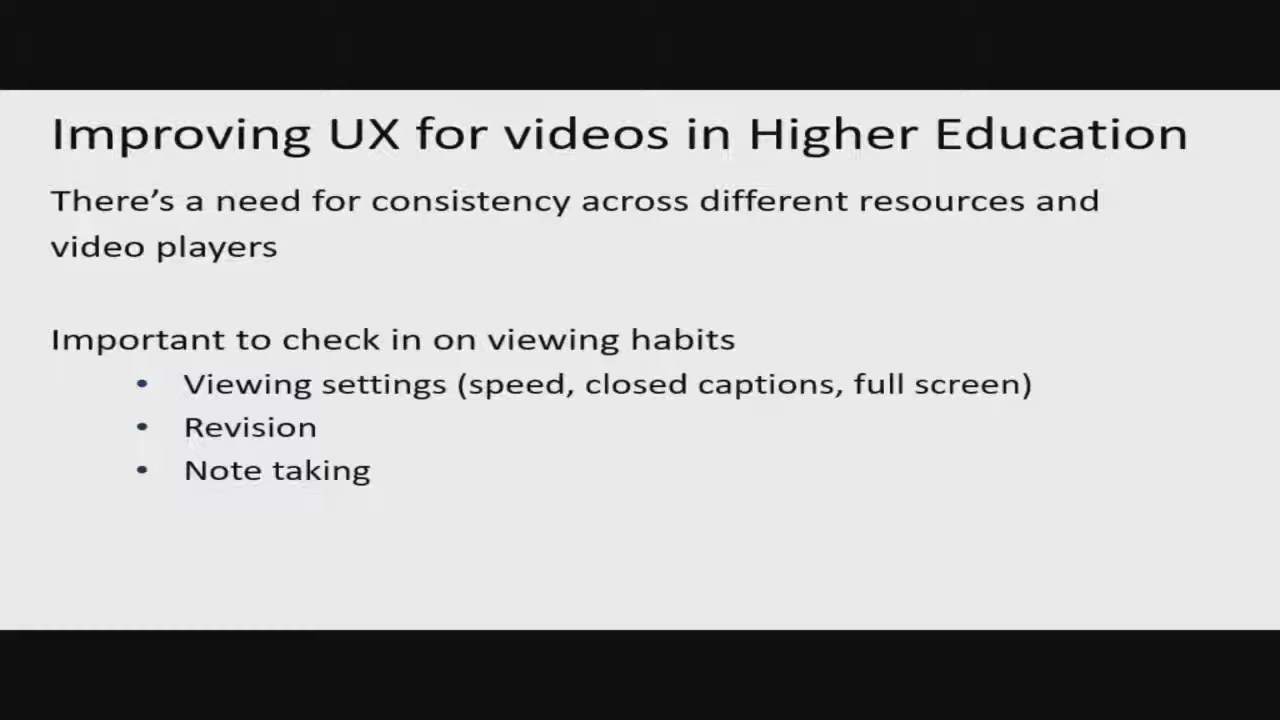 Improving UX for videos in Higher Education
There’s a need for consistency across different resources and
video players
Important to check in on viewing habits
• Viewing settings (speed, closed captions, full screen)
• Revision
• Note taking